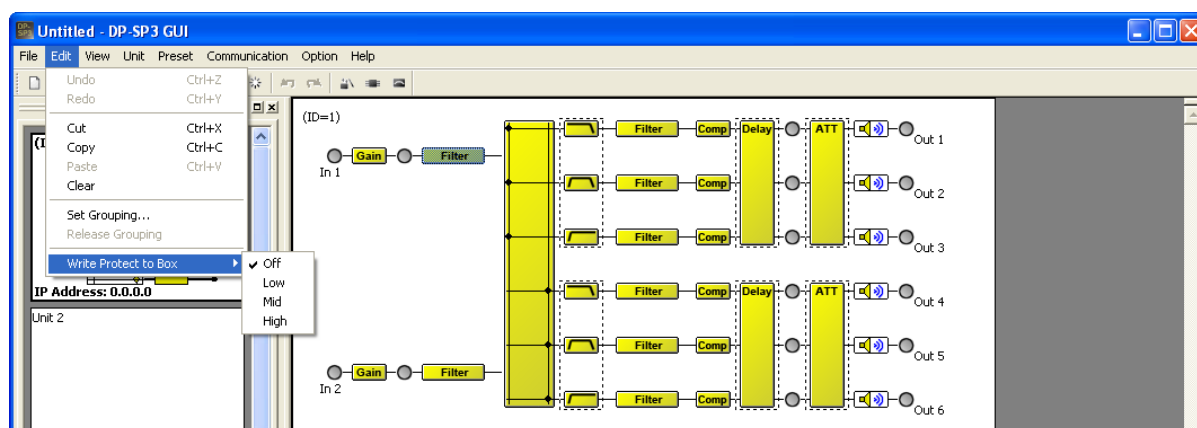 Untitled - DP-SP3 GUI
File Edit View Unit Preset Communication Option Help
Undo Ctrl+Z
Redo Ctrl+Y
Cut Ctrl+X
Copy Ctrl+C
Paste Ctrl+V
Clear
Set Grouping...
Release Grouping
Write Protect to Box
Off
Low
Mid
High
IP Address: 0.0.0.0
Unit 2
(ID=1)
Gain Filter
In 1
Filter Comp Delay ATT
Out 1
Filter Comp
Out 2
Filter Comp
Out 3
Filter Comp Delay ATT
Out 4
Filter Comp
Out 5
Gain Filter
In 2
Filter Comp
Out 6